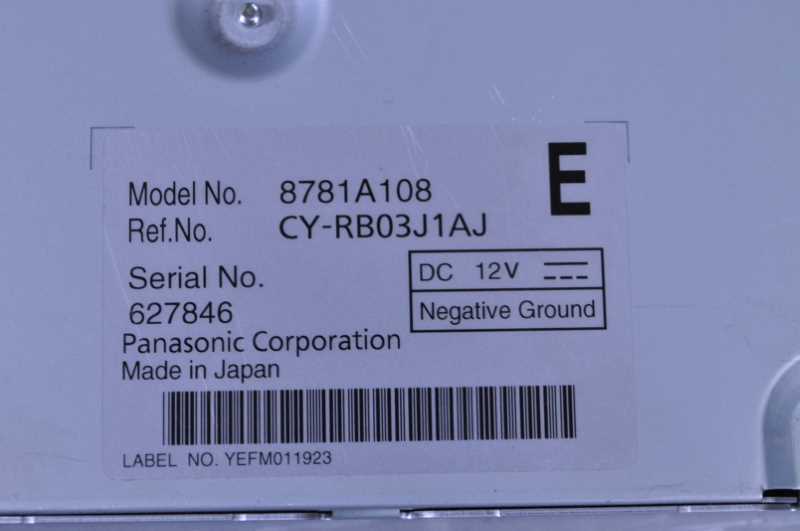 E
Model No. 8781A108
Ref.No. CY-RB03J1AJ
Serial No.
627846
DC 12V
Negative Ground
Panasonic Corporation
Made in Japan
LABEL NO. YEFM011923